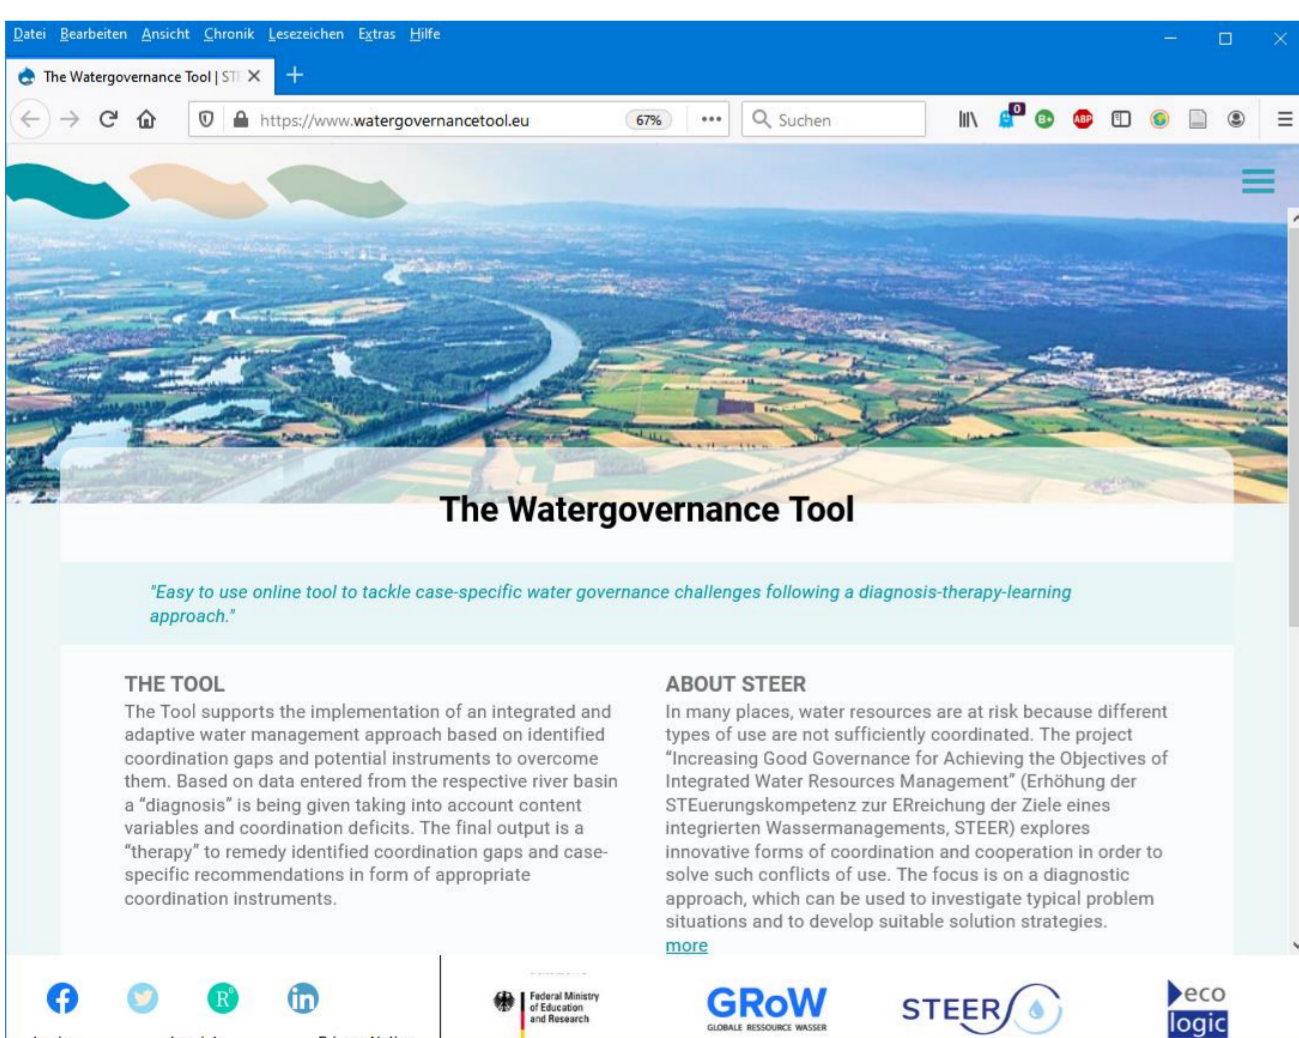 Datei Bearbeiten Ansicht Chronik Lesezeichen Extras Hilfe
The Watergovernance Tool | STE
https://www.watergovernancetool.eu 67% Suchen 0 B+ ABP
The Watergovernance Tool
"Easy to use online tool to tackle case-specific water governance challenges following a diagnosis-therapy-learning
approach."
THE TOOL
The Tool supports the implementation of an integrated and
adaptive water management approach based on identified
coordination gaps and potential instruments to overcome
them. Based on data entered from the respective river basin
a “diagnosis” is being given taking into account content
variables and coordination deficits. The final output is a
“therapy” to remedy identified coordination gaps and case-
specific recommendations in form of appropriate
coordination instruments.
ABOUT STEER
In many places, water resources are at risk because different
types of use are not sufficiently coordinated. The project
“Increasing Good Governance for Achieving the Objectives of
Integrated Water Resources Management” (Erhöhung der
STEuerungskompetenz zur ERreichung der Ziele eines
integrierten Wassermanagements, STEER) explores
innovative forms of coordination and cooperation in order to
solve such conflicts of use. The focus is on a diagnostic
approach, which can be used to investigate typical problem
situations and to develop suitable solution strategies.
more
Federal Ministry
of Education
and Research
GRoW
GLOBALE RESSOURCE WASSER
STEER
eco
logic